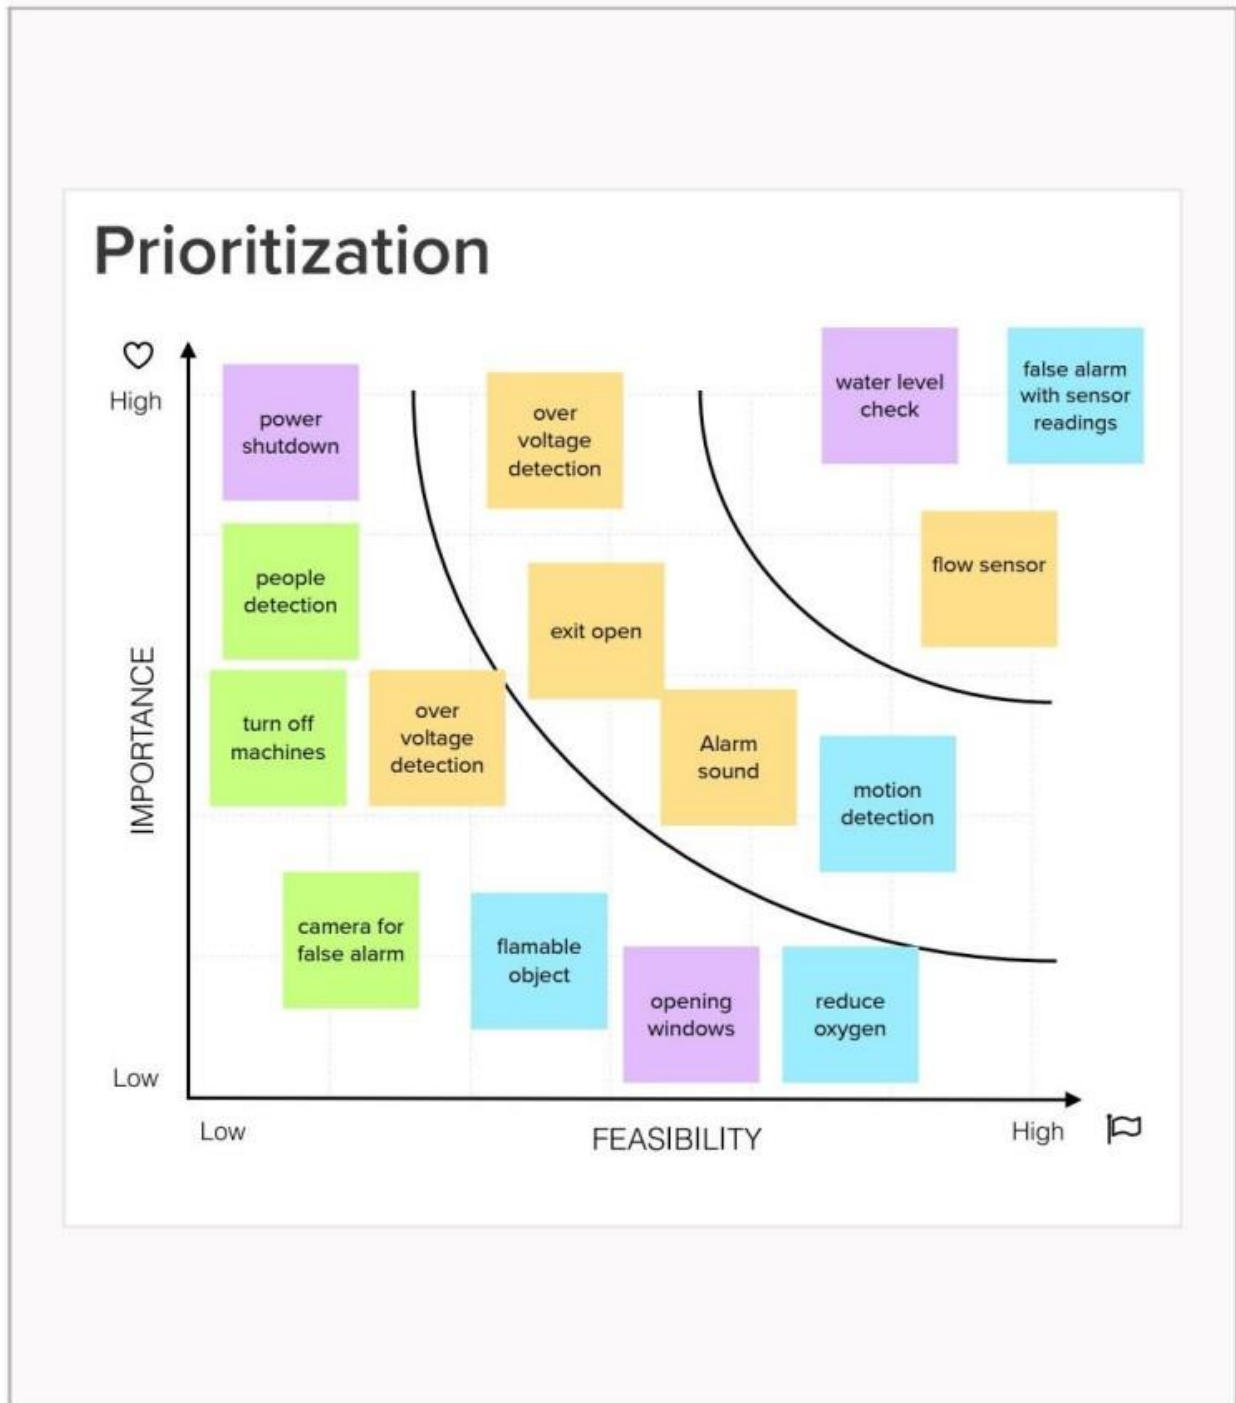 Prioritization
High
power
shutdown
over
voltage
detection
water level
check
false alarm
with sensor
readings
people
detection
exit open
flow sensor
IMPORTANCE
turn off
machines
over
voltage
detection
Alarm
sound
motion
detection
camera for
false alarm
flamable
object
opening
windows
reduce
oxygen
Low
Low
FEASIBILITY
High